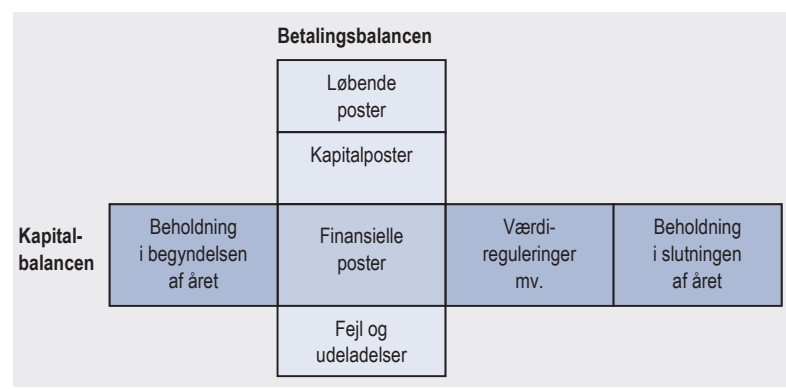 Betalingsbalancen
Løbende
poster
Kapitalposter
Kapital-
balancen
Beholdning
i begyndelsen
af året
Finansielle
poster
Værdi-
reguleringer
mv.
Beholdning
i slutningen
af året
Fejl og
udeladelser